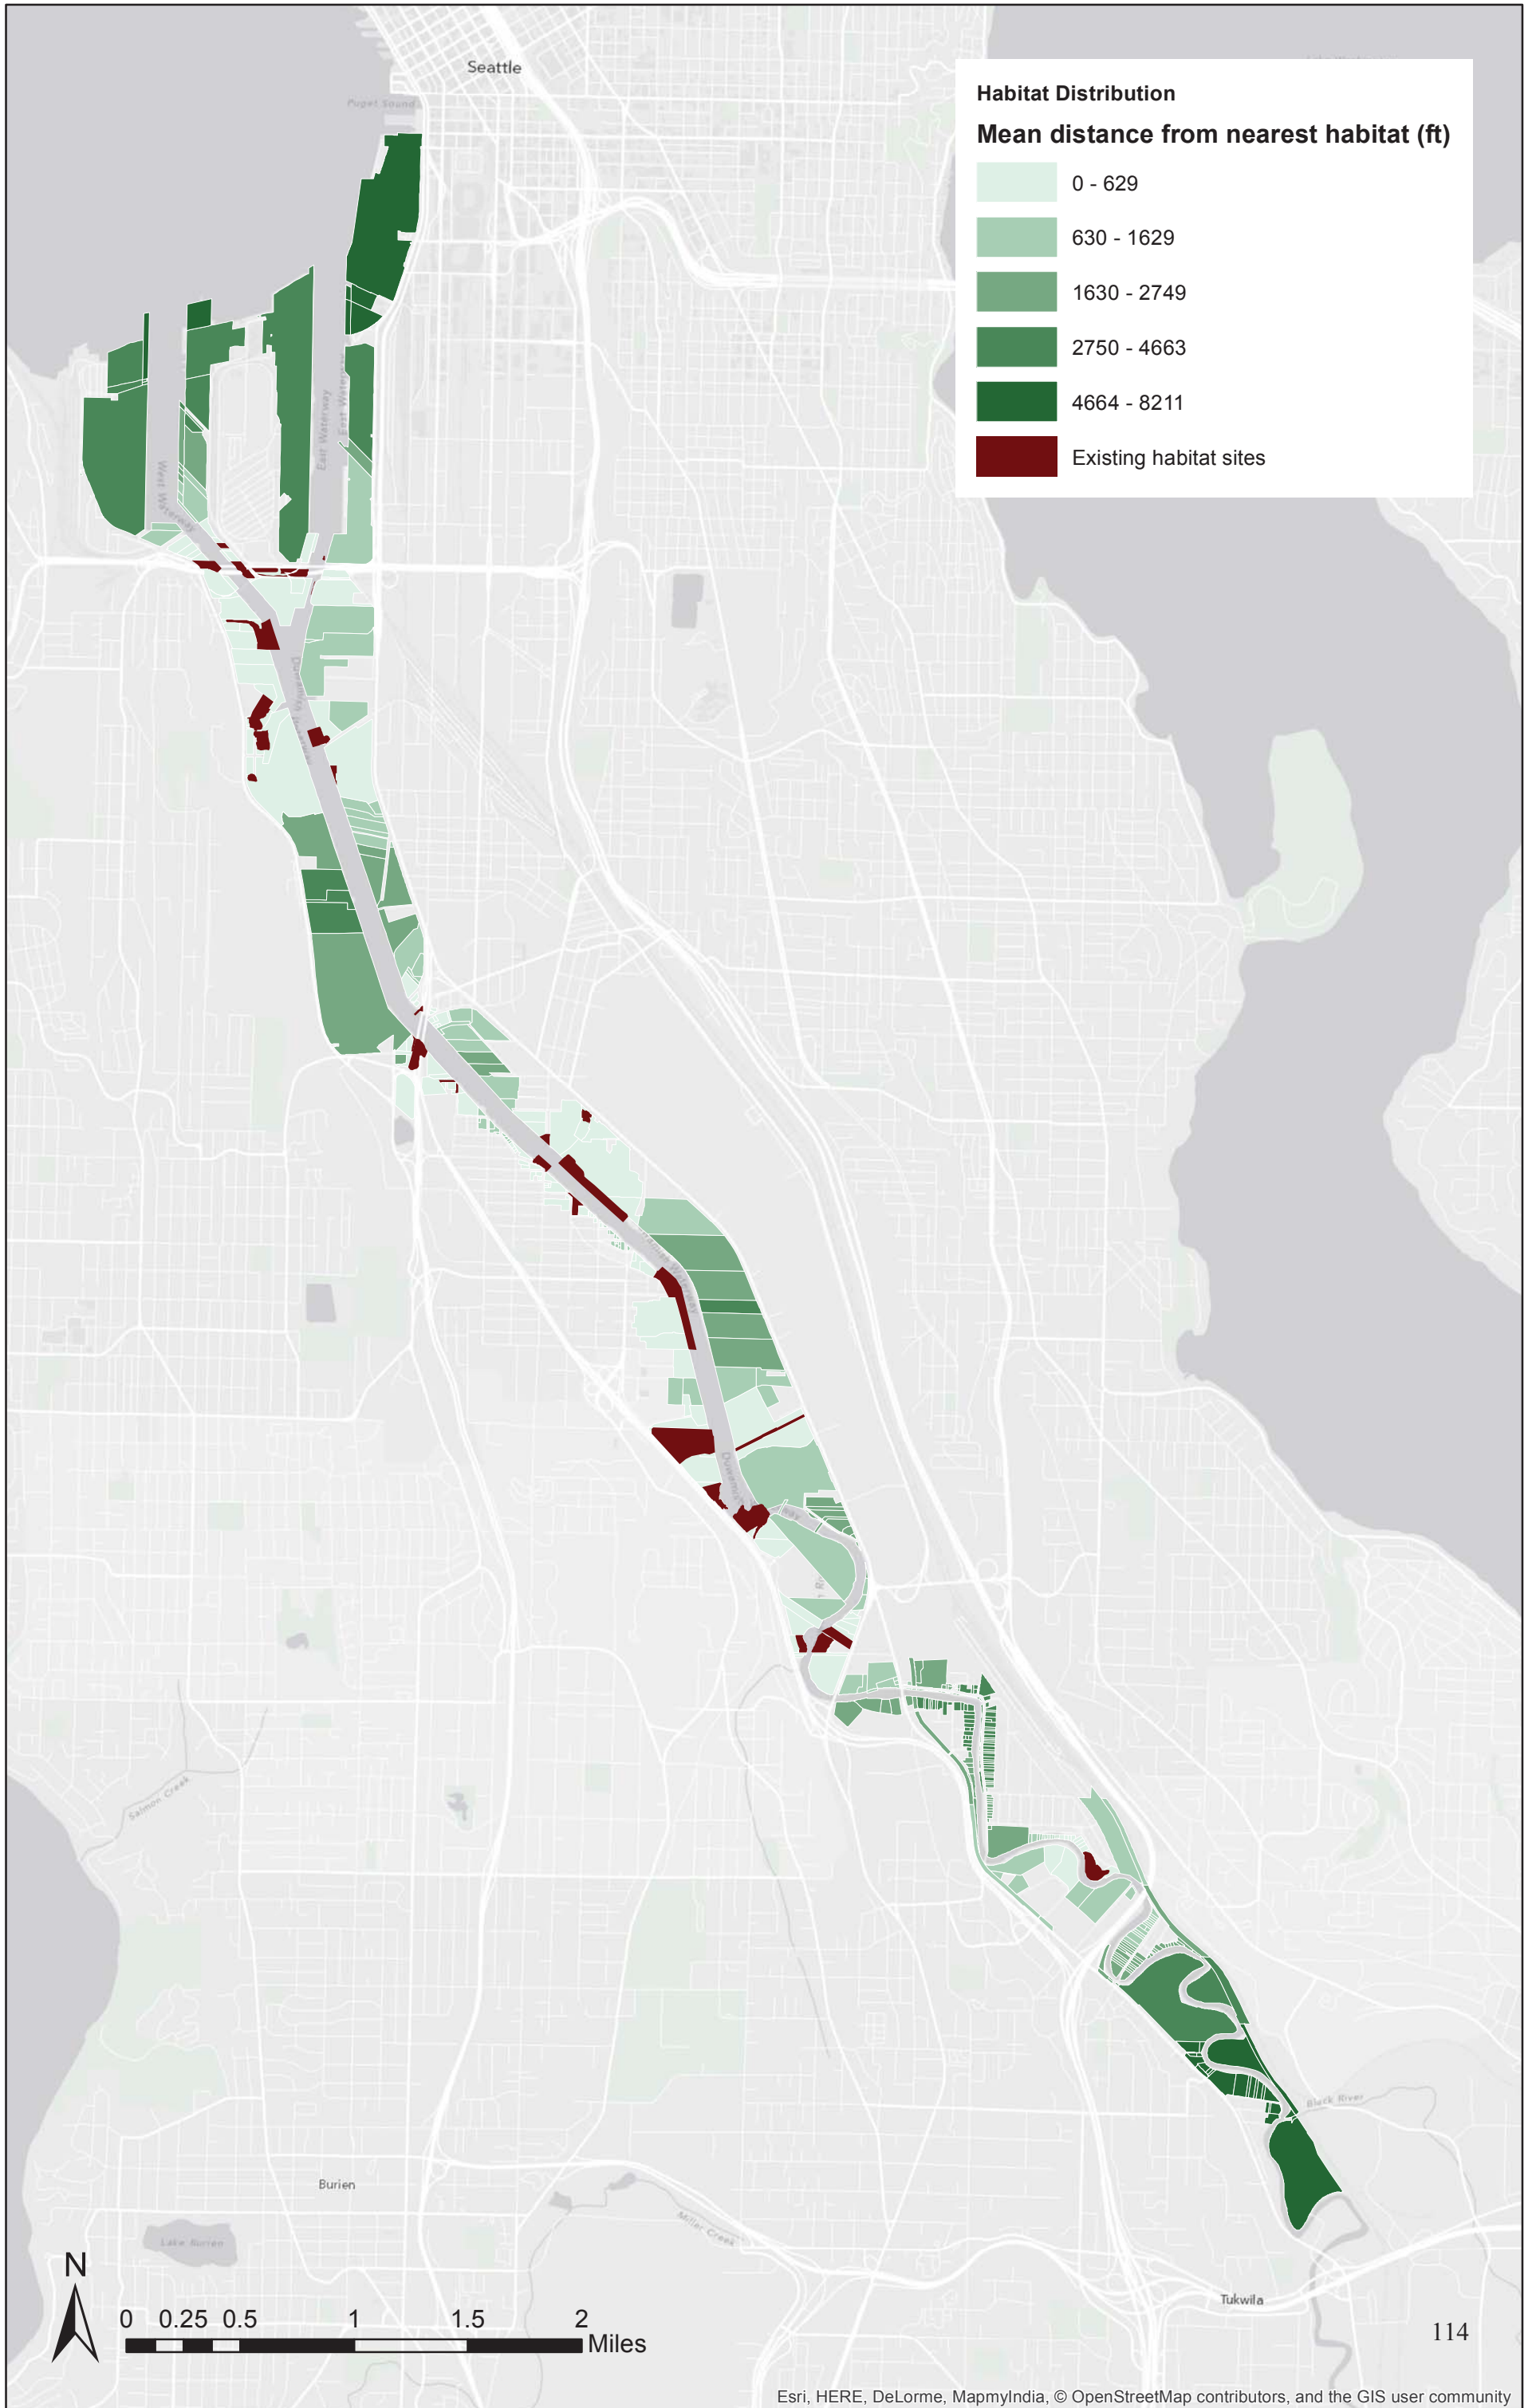 Seattle
Puget Sound
Habitat Distribution
Mean distance from nearest habitat (ft)
0 - 629
630 - 1629
1630 - 2749
2750 - 4663
4664 - 8211
Existing habitat sites
East Waterway
East Waterway
West Waterway
Duwamish Waterway
Salmon Creek
Black River
Burien
Lake Burien
Miller Creek
Tukwila
N
0 0.25 0.5 1 1.5 2
Miles
114
Esri, HERE, DeLorme, MapmyIndia, © OpenStreetMap contributors, and the GIS user community